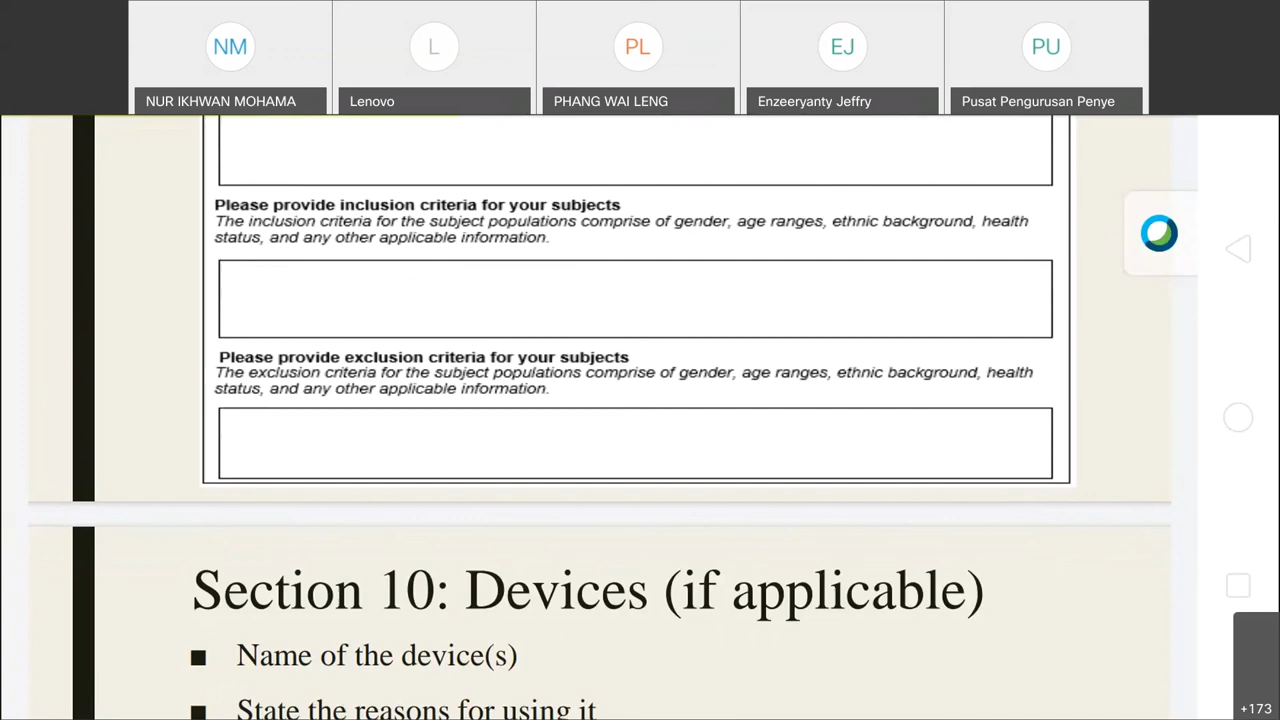 NM
L
PL
EJ
PU
NUR IKHWAN MOHAMA
Lenovo
PHANG WAI LENG
Enzeeryanty Jeffry
Pusat Pengurusan Penye
Please provide inclusion criteria for your subjects
The inclusion criteria for the subject populations comprise of gender, age ranges, ethnic background, health
status, and any other applicable information.
Please provide exclusion criteria for your subjects
The exclusion criteria for the subject populations comprise of gender, age ranges, ethnic background, health
status, and any other applicable information.
Section 10: Devices (if applicable)
■ Name of the device(s)
■ State the reasons for using it
+173